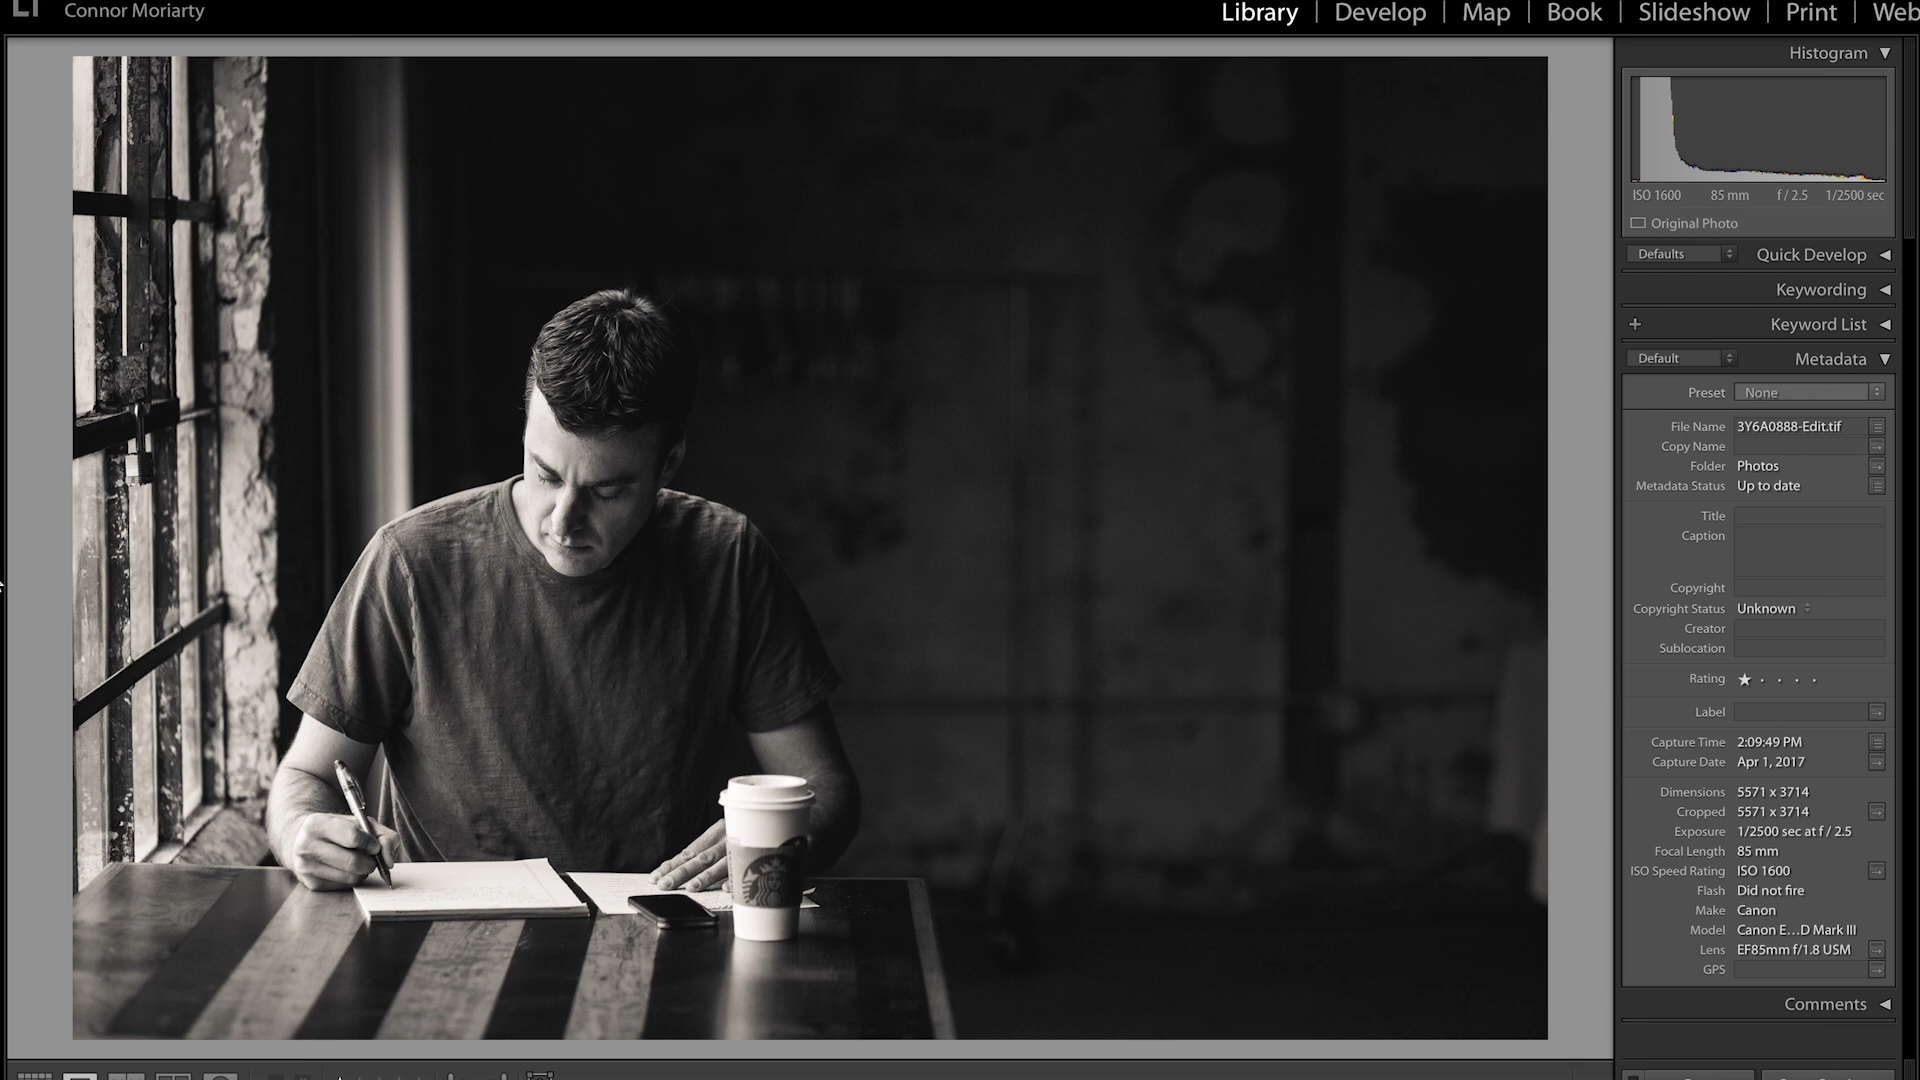 Connor Moriarty
Library | Develop | Map | Book | Slideshow | Print | Web
Histogram
ISO 1600 85 mm f / 2.5 1/2500 sec
Original Photo
Defaults Quick Develop
Keywording
+ Keyword List
Default Metadata
Preset None
File Name 3Y6A0888-Edit.tif
Copy Name
Folder Photos
Metadata Status Up to date
Title
Caption
Copyright
Copyright Status Unknown
Creator
Sublocation
Rating ★ · · · ·
Label
Capture Time 2:09:49 PM
Capture Date Apr 1, 2017
Dimensions 5571 x 3714
Cropped 5571 x 3714
Exposure 1/2500 sec at f / 2.5
Focal Length 85 mm
ISO Speed Rating ISO 1600
Flash Did not fire
Make Canon
Model Canon E...D Mark III
Lens EF85mm f/1.8 USM
GPS
Comments